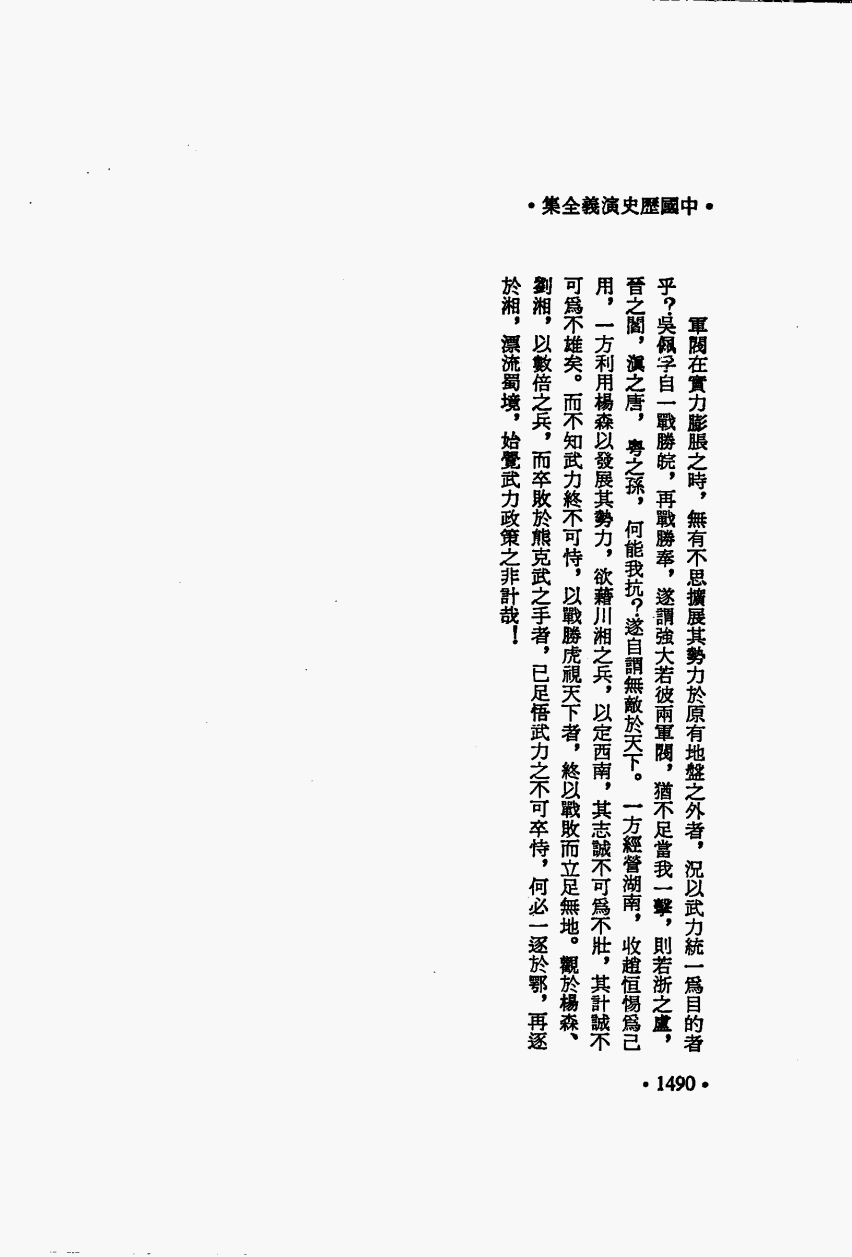 •中國歷史演義全集•
軍閥在實力膨脹之時，無有不思擴展其勢力於原有地盤之外者，況以武力統一爲目的者
乎？吳佩孚自一戰勝皖，再戰勝奉，遂謂強大若彼兩軍閥，猶不足當我一擊，則若浙之盧，
晉之閻，滇之唐，粵之孫，何能我抗？遂自謂無敵於天下。一方經營湖南，收趙恒惕爲己
用，一方利用楊森以發展其勢力，欲藉川湘之兵，以定西南，其志誠不可爲不壯，其計誠不
可爲不雄矣。而不知武力終不可恃，以戰勝虎視天下者，終以戰敗而立足無地。觀於楊森、
劉湘，以數倍之兵，而卒敗於熊克武之手者，已足悟武力之不可卒恃，何必一逐於鄂，再逐
於湘，漂流蜀境，始覺武力政策之非計哉！
•1490•